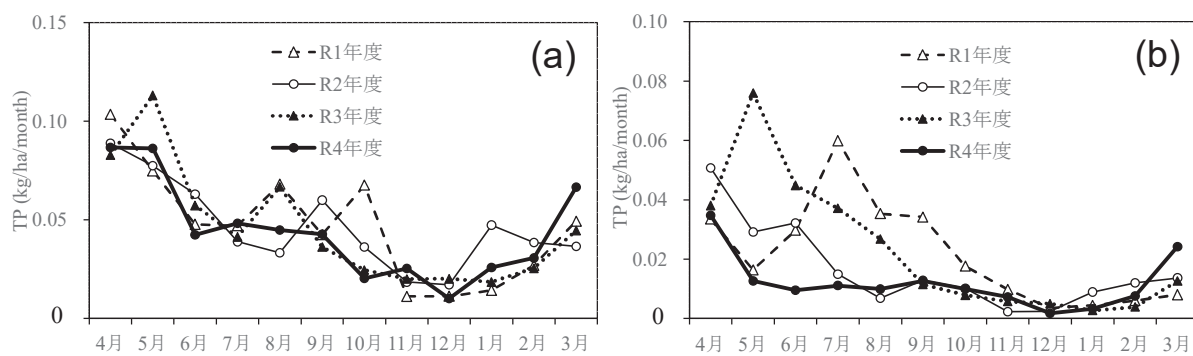 (a)
TP (kg/ha/month)
0.15
0.10
0.05
0
R1年度
R2年度
R3年度
R4年度
4月 5月 6月 7月 8月 9月 10月 11月 12月 1月 2月 3月
(b)
TP (kg/ha/month)
0.10
0.08
0.06
0.04
0.02
0
R1年度
R2年度
R3年度
R4年度
4月 5月 6月 7月 8月 9月 10月 11月 12月 1月 2月 3月